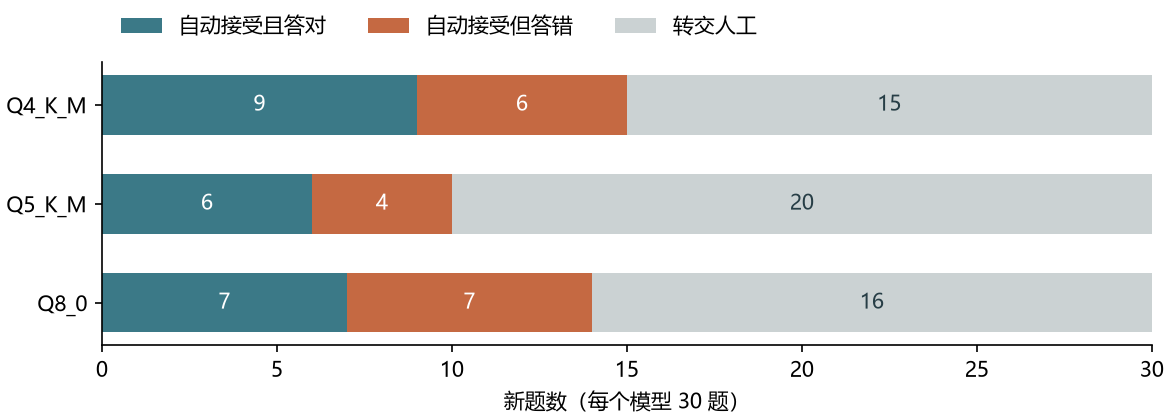 自动接受且答对 自动接受但答错 转交人工
Q4_K_M 9 6 15
Q5_K_M 6 4 20
Q8_0 7 7 16
0 5 10 15 20 25 30
新题数（每个模型 30 题）